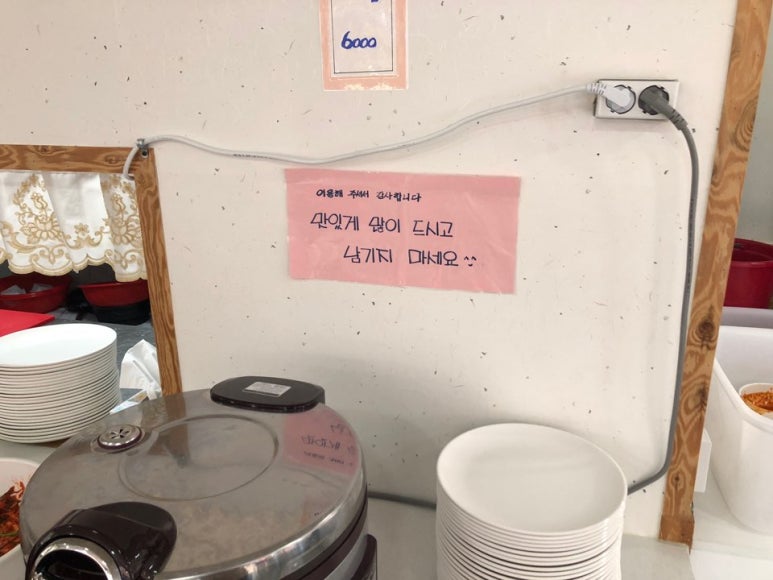 6000
이용해 주셔서 감사합니다
맛있게 많이 드시고
남기지 마세요 ^^